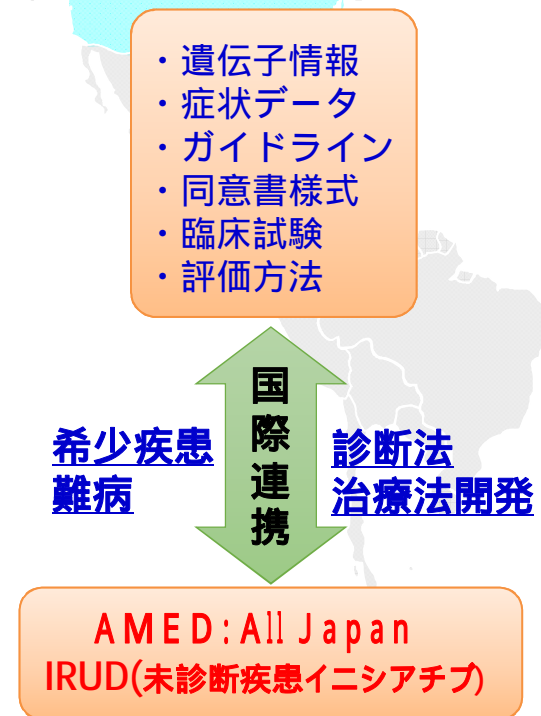 ・遺伝子情報
・症状データ
・ガイドライン
・同意書様式
・臨床試験
・評価方法
国際連携
希少疾患
難病
診断法
治療法開発
AMED:All Japan
IRUD(未診断疾患イニシアチブ)